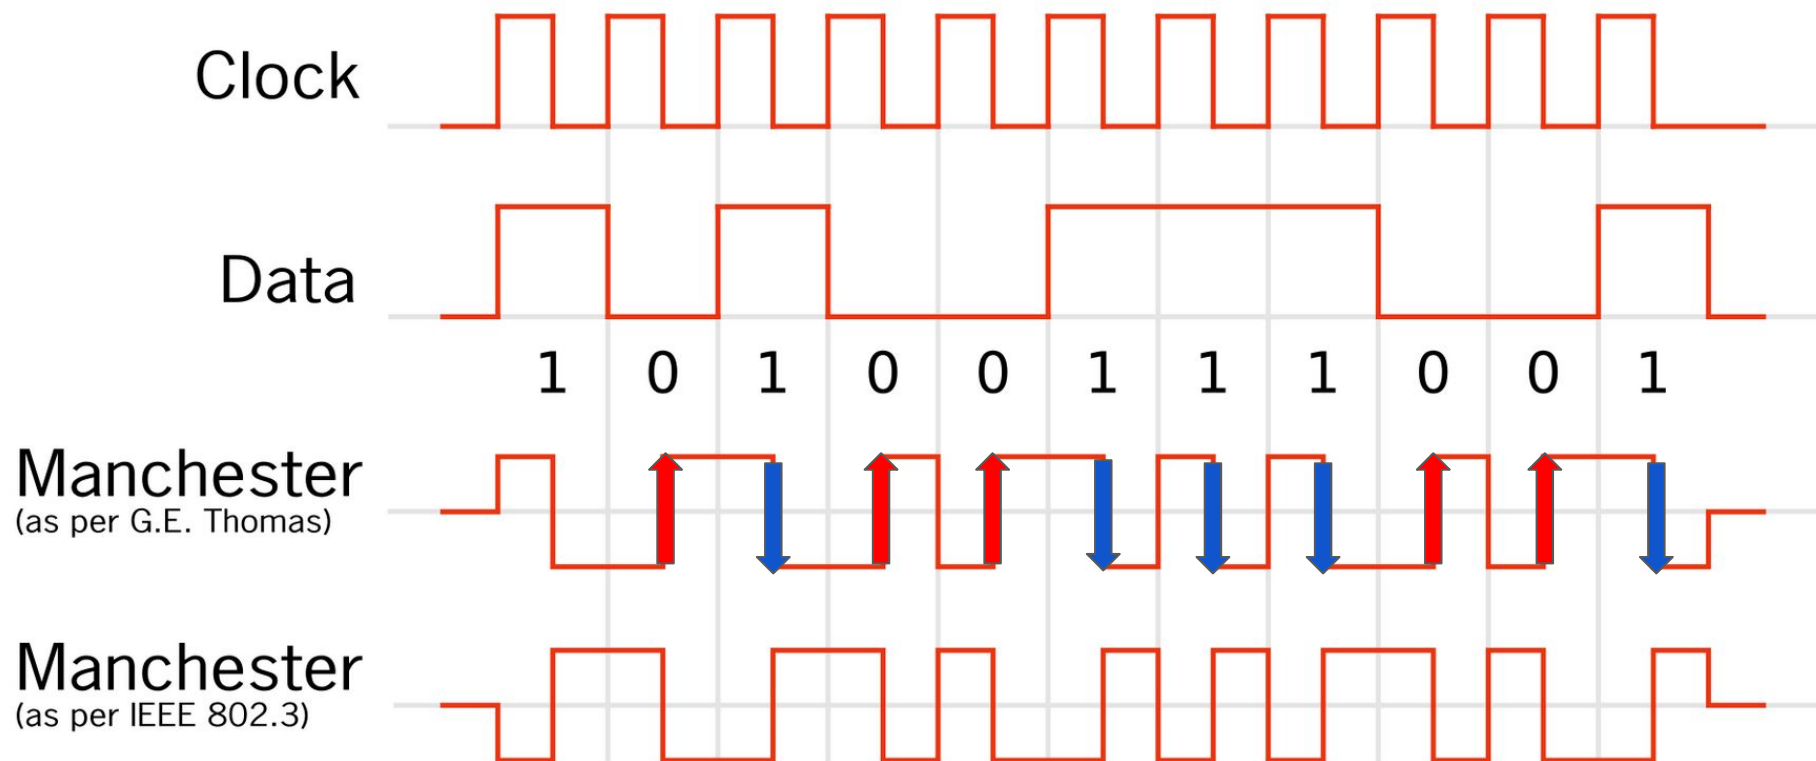 Clock
Data
1 0 1 0 0 1 1 1 0 0 1
Manchester
(as per G.E. Thomas)
Manchester
(as per IEEE 802.3)